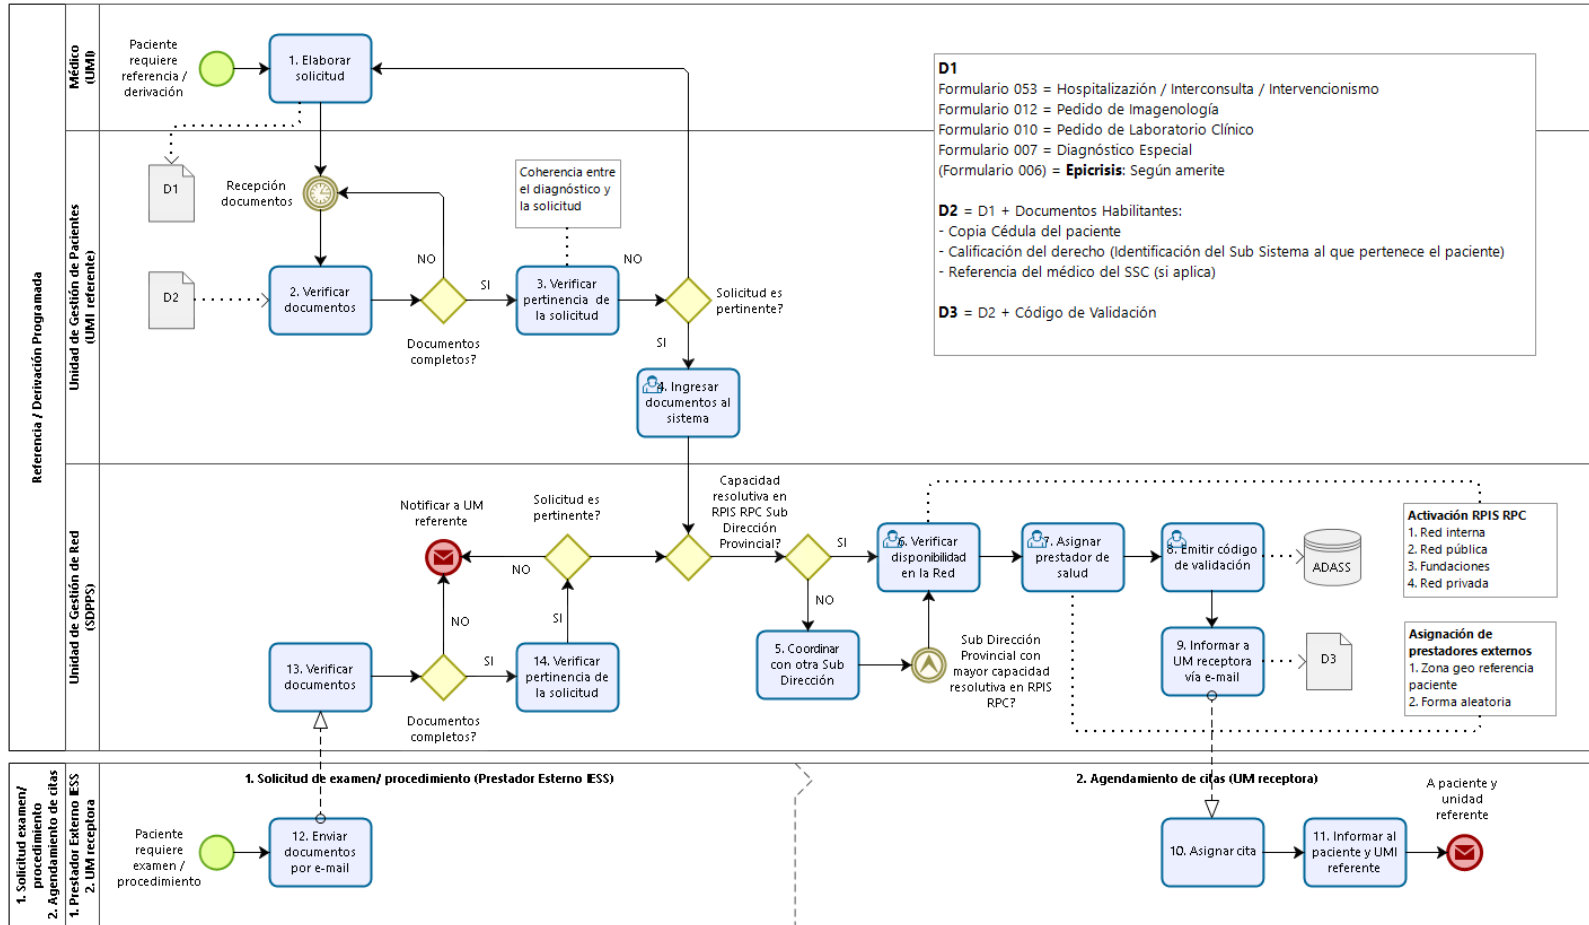 Referencia / Derivación Programada
Médico
(UMI)
Paciente
requiere
referencia /
derivación
1. Elaborar
solicitud
D1
Formulario 053 = Hospitalizazión / Interconsulta / Intervencionismo
Formulario 012 = Pedido de Imagenología
Formulario 010 = Pedido de Laboratorio Clínico
Formulario 007 = Diagnóstico Especial
(Formulario 006) = Epicrisis: Según amerite
D2 = D1 + Documentos Habilitantes:
- Copia Cédula del paciente
- Calificación del derecho (Identificación del Sub Sistema al que pertenece el paciente)
- Referencia del médico del SSC (si aplica)
D3 = D2 + Código de Validación
Unidad de Gestión de Pacientes
(UMI referente)
D1
Recepción
documentos
Coherencia entre
el diagnóstico y
la solicitud
D2
2. Verificar
documentos
NO
SI
Documentos
completos?
3. Verificar
pertinencia de
la solicitud
NO
Solicitud es
pertinente?
SI
4. Ingresar
documentos al
sistema
Unidad de Gestión de Red
(SDPPS)
Notificar a UM
referente
Solicitud es
pertinente?
Capacidad
resolutiva en
RPIS RPC Sub
Dirección
Provincial?
NO
NO
SI
13. Verificar
documentos
SI
Documentos
completos?
14. Verificar
pertinencia de
la solicitud
SI
NO
5. Coordinar
con otra Sub
Dirección
Sub Dirección
Provincial con
mayor capacidad
resolutiva en RPIS
RPC?
6. Verificar
disponibilidad
en la Red
7. Asignar
prestador de
salud
8. Emitir código
de validación
ADASS
9. Informar a
UM receptora
vía e-mail
D3
Activación RPIS RPC
1. Red interna
2. Red pública
3. Fundaciones
4. Red privada
Asignación de
prestadores externos
1. Zona geo referencia
paciente
2. Forma aleatoria
1. Solicitud examen/
procedimiento
2. Agendamiento de citas
1. Prestador Externo IESS
2. UM receptora
1. Solicitud de examen/ procedimiento (Prestador Externo IESS)
Paciente
requiere
examen /
procedimiento
12. Enviar
documentos
por e-mail
2. Agendamiento de citas (UM receptora)
10. Asignar cita
11. Informar al
paciente y UMI
referente
A paciente y
unidad
referente